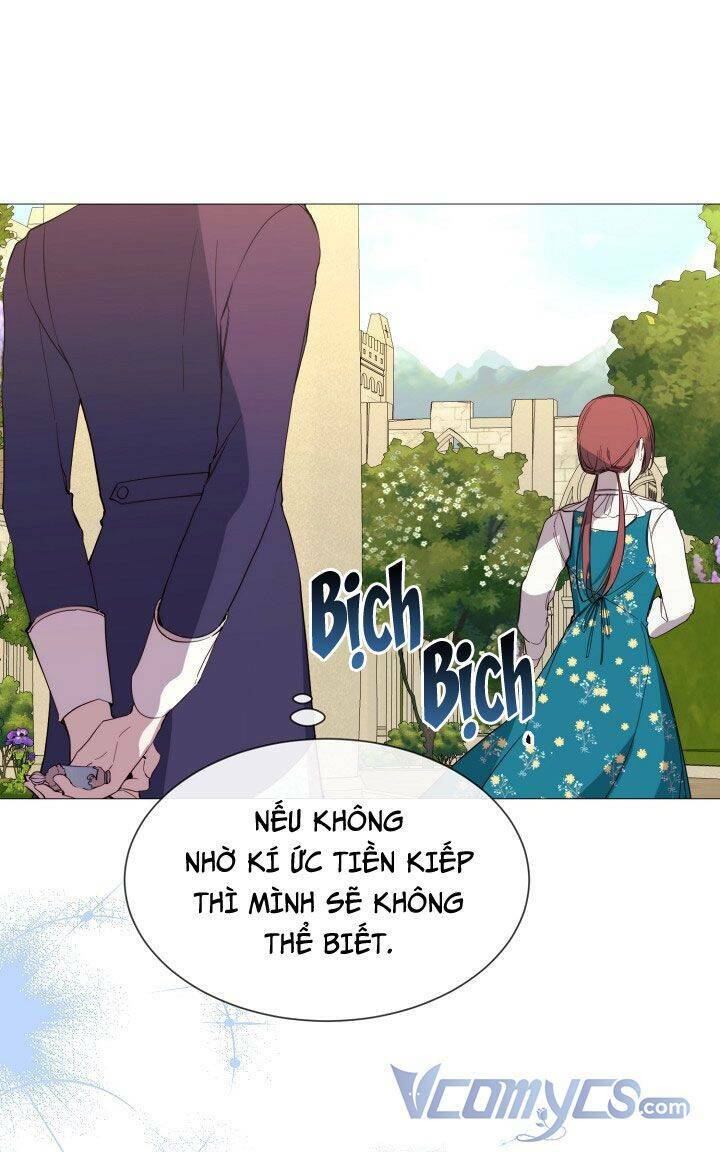 Bịch
Bịch
NẾU KHÔNG
NHỜ KÍ ỨC TIỀN KIẾP
THÌ MÌNH SẼ KHÔNG
THỂ BIẾT.
VCOMYCS.com